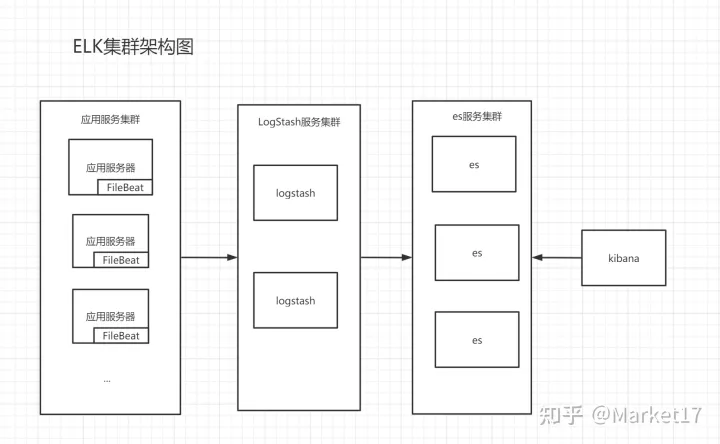 ELK集群架构图
应用服务集群
应用服务器
FileBeat
应用服务器
FileBeat
应用服务器
FileBeat
...
LogStash服务集群
logstash
logstash
es服务集群
es
es
es
kibana
知乎 @Market17